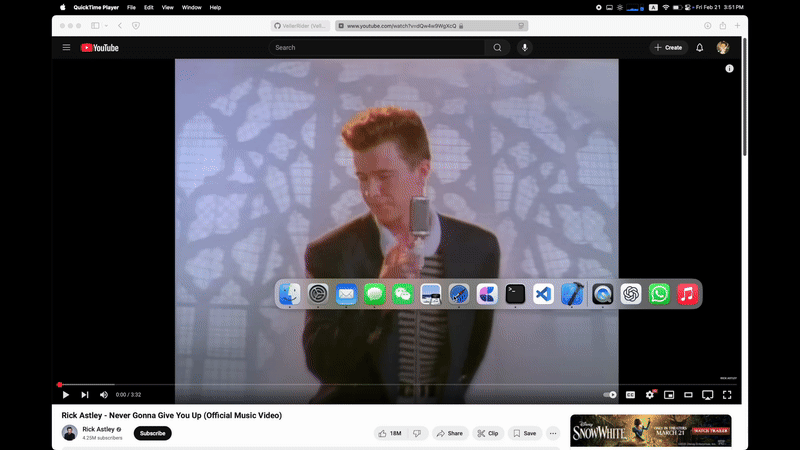 QuickTime Player File Edit View Window Help
Fri Feb 21 3:51 PM
www.youtube.com/watch?v=dQw4w9WgXcQ
YouTube
Search
Create
0:00 / 3:32
CC
Rick Astley - Never Gonna Give You Up (Official Music Video)
Rick Astley
4.25M subscribers
Subscribe
18M
Share
Clip
Save
Disney
SNOW WHITE
MARCH 21
WATCH TRAILER